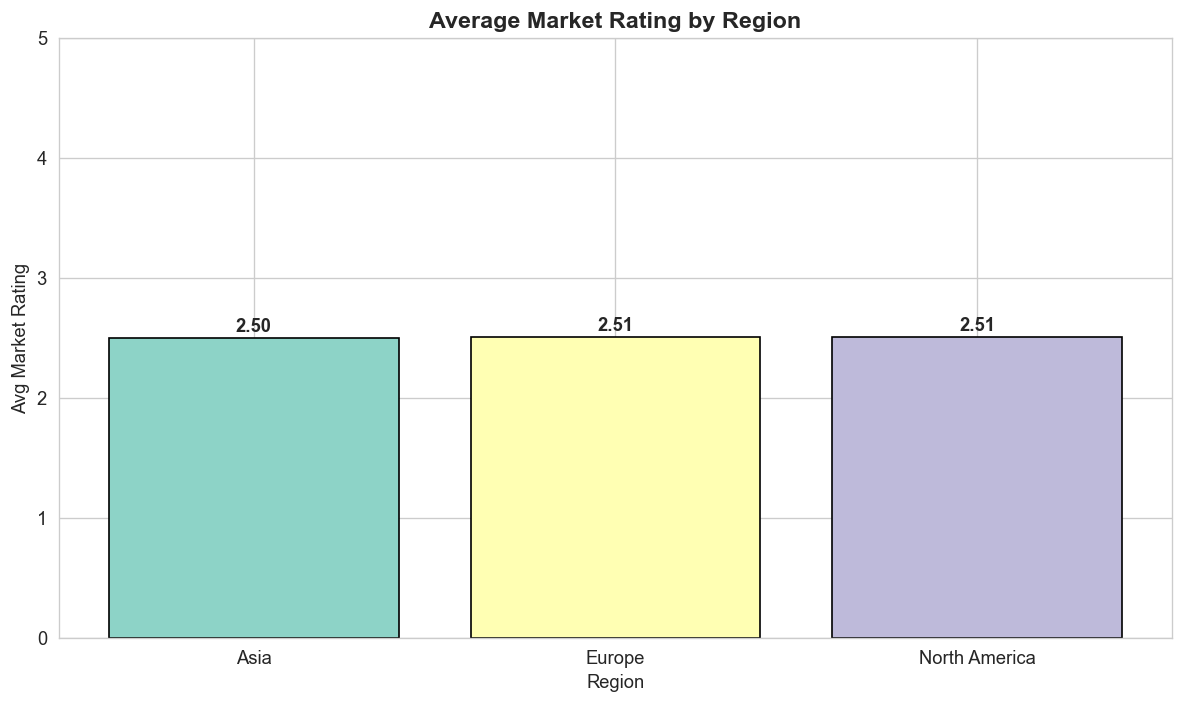 Average Market Rating by Region
5
4
3
2
1
0
Avg Market Rating
2.50
2.51
2.51
Asia
Europe
North America
Region